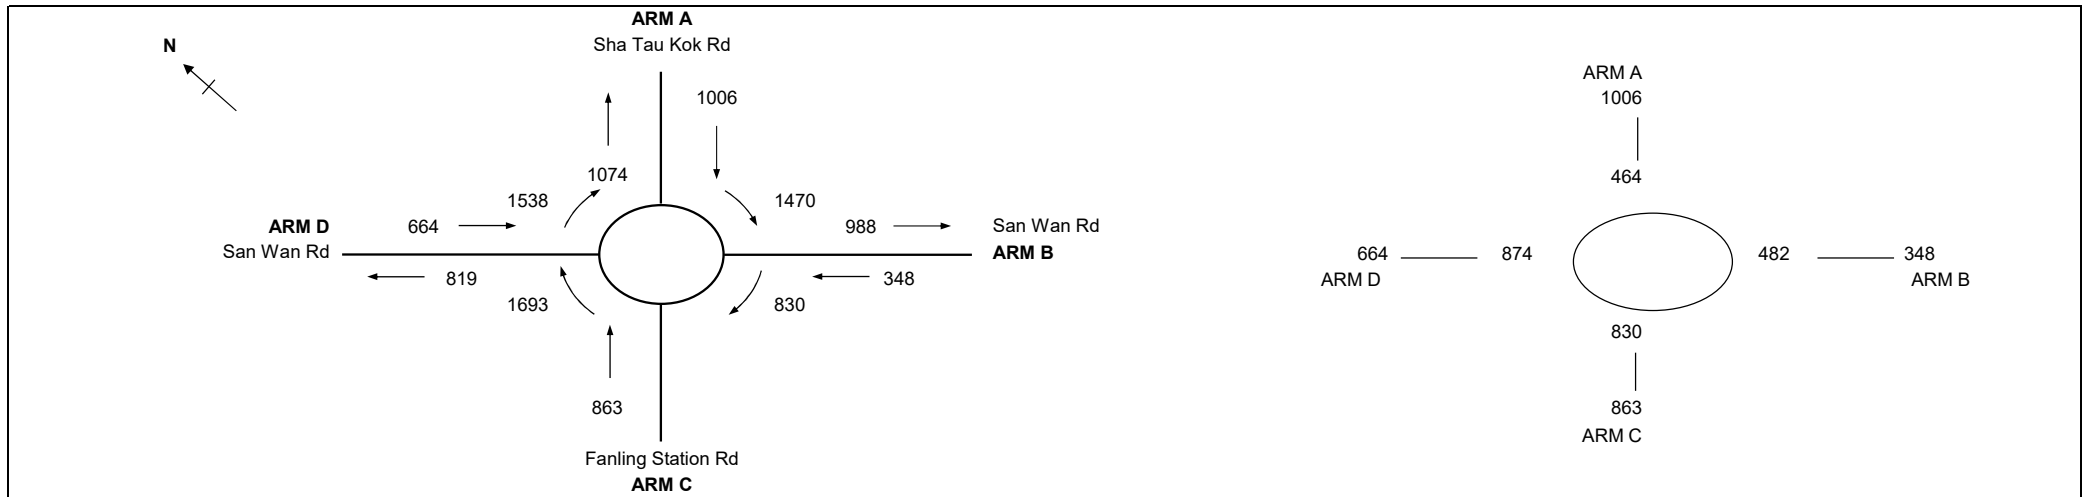 ARM A
Sha Tau Kok Rd
N
1006
1074
1538
1470
ARM D
San Wan Rd
664
988
San Wan Rd
ARM B
819
348
1693
830
863
Fanling Station Rd
ARM C
ARM A
1006
464
664
874
482
348
ARM D
ARM B
830
863
ARM C